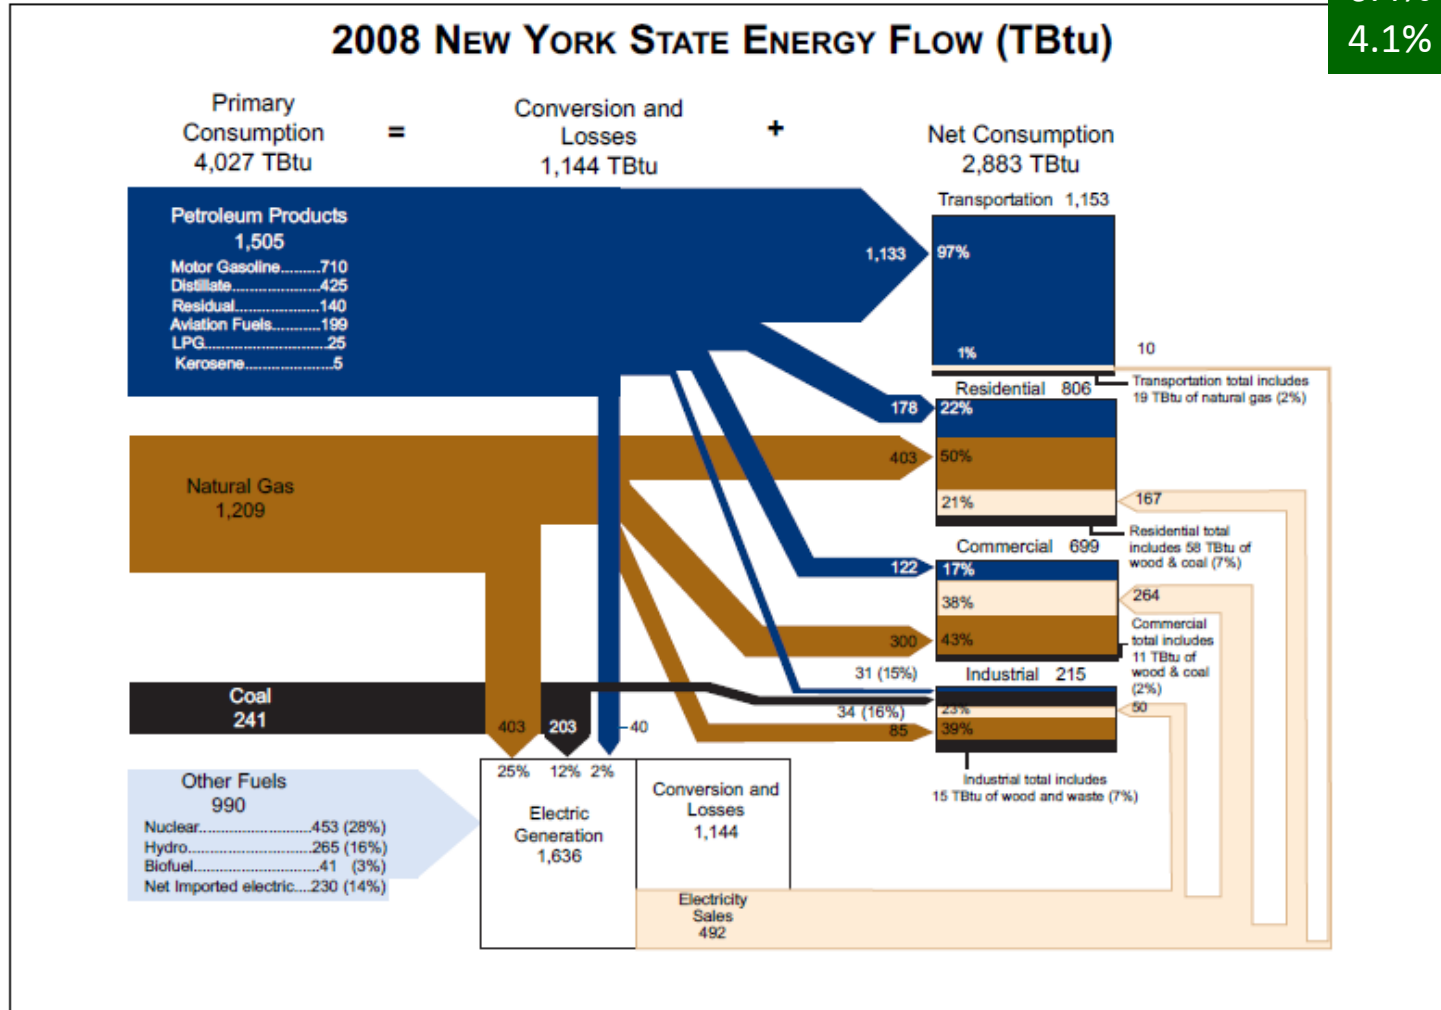 4.1%
2008 NEW YORK STATE ENERGY FLOW (TBtu)
Primary
Consumption
4,027 TBtu
=
Conversion and
Losses
1,144 TBtu
+
Net Consumption
2,883 TBtu
Petroleum Products
1,505
Motor Gasoline.........710
Distillate....................425
Residual...................140
Aviation Fuels...........199
LPG............................25
Kerosene.....................5
1,133
Transportation 1,153
97%
1%
10
Transportation total includes
19 TBtu of natural gas (2%)
Residential 806
178
22%
403
50%
21%
167
Residential total
includes 58 TBtu of
wood & coal (7%)
Natural Gas
1,209
Commercial 699
122
17%
38%
264
300
43%
Commercial
total includes
11 TBtu of
wood & coal
(2%)
31 (15%)
Industrial 215
34 (16%)
23%
50
85
39%
Industrial total includes
15 TBtu of wood and waste (7%)
Coal
241
403
203
40
25% 12% 2%
Other Fuels
990
Nuclear............................453 (28%)
Hydro...............................265 (16%)
Biofuel...............................41 (3%)
Net Imported electric....230 (14%)
Electric
Generation
1,636
Conversion and
Losses
1,144
Electricity
Sales
492